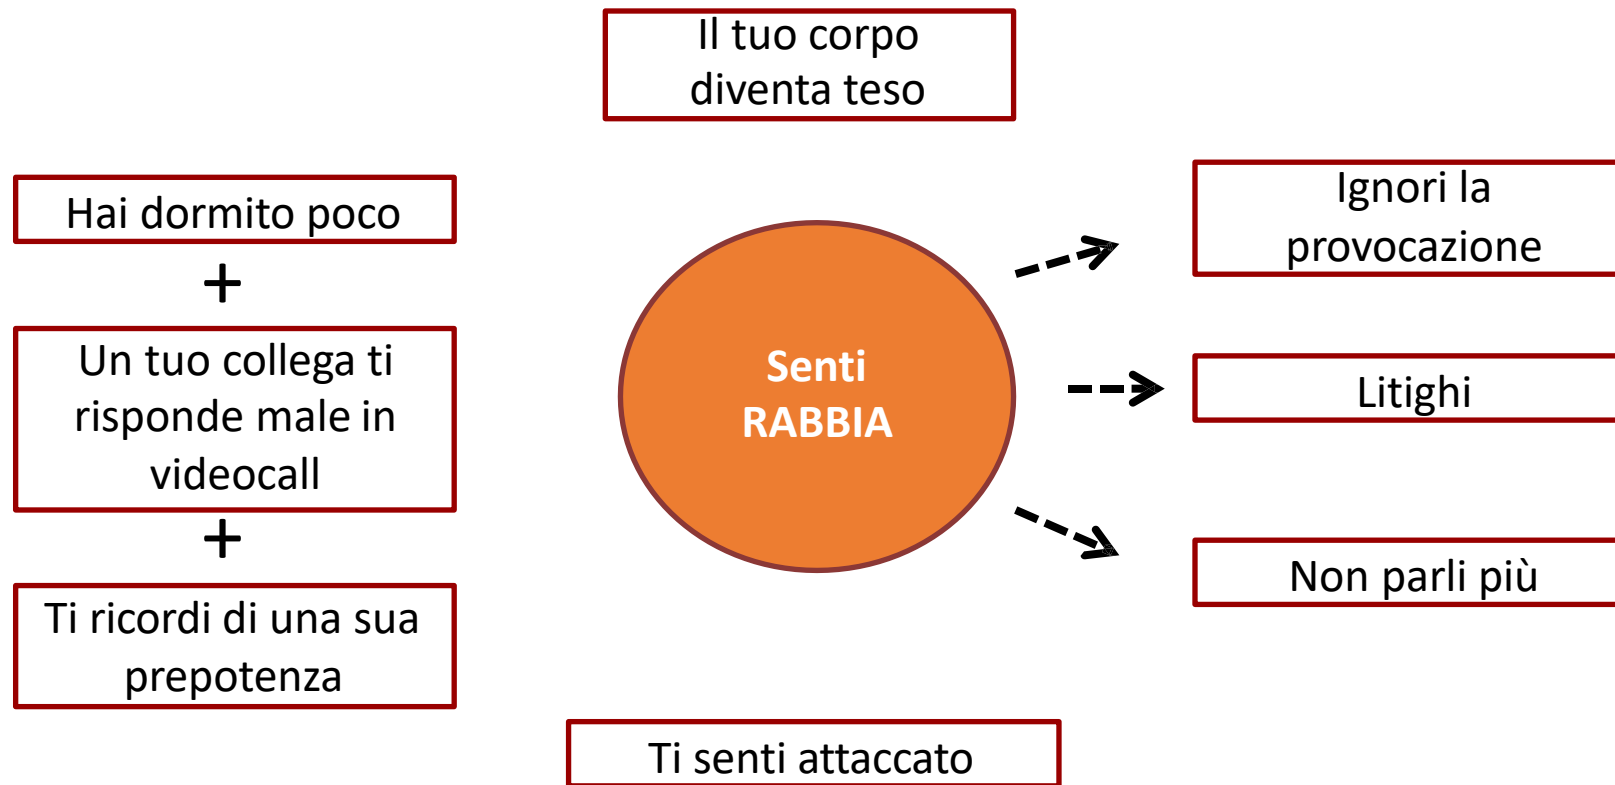 Il tuo corpo
diventa teso
Hai dormito poco
+
Un tuo collega ti
risponde male in
videocall
+
Ti ricordi di una sua
prepotenza
Senti
RABBIA
Ignori la
provocazione
Litighi
Non parli più
Ti senti attaccato